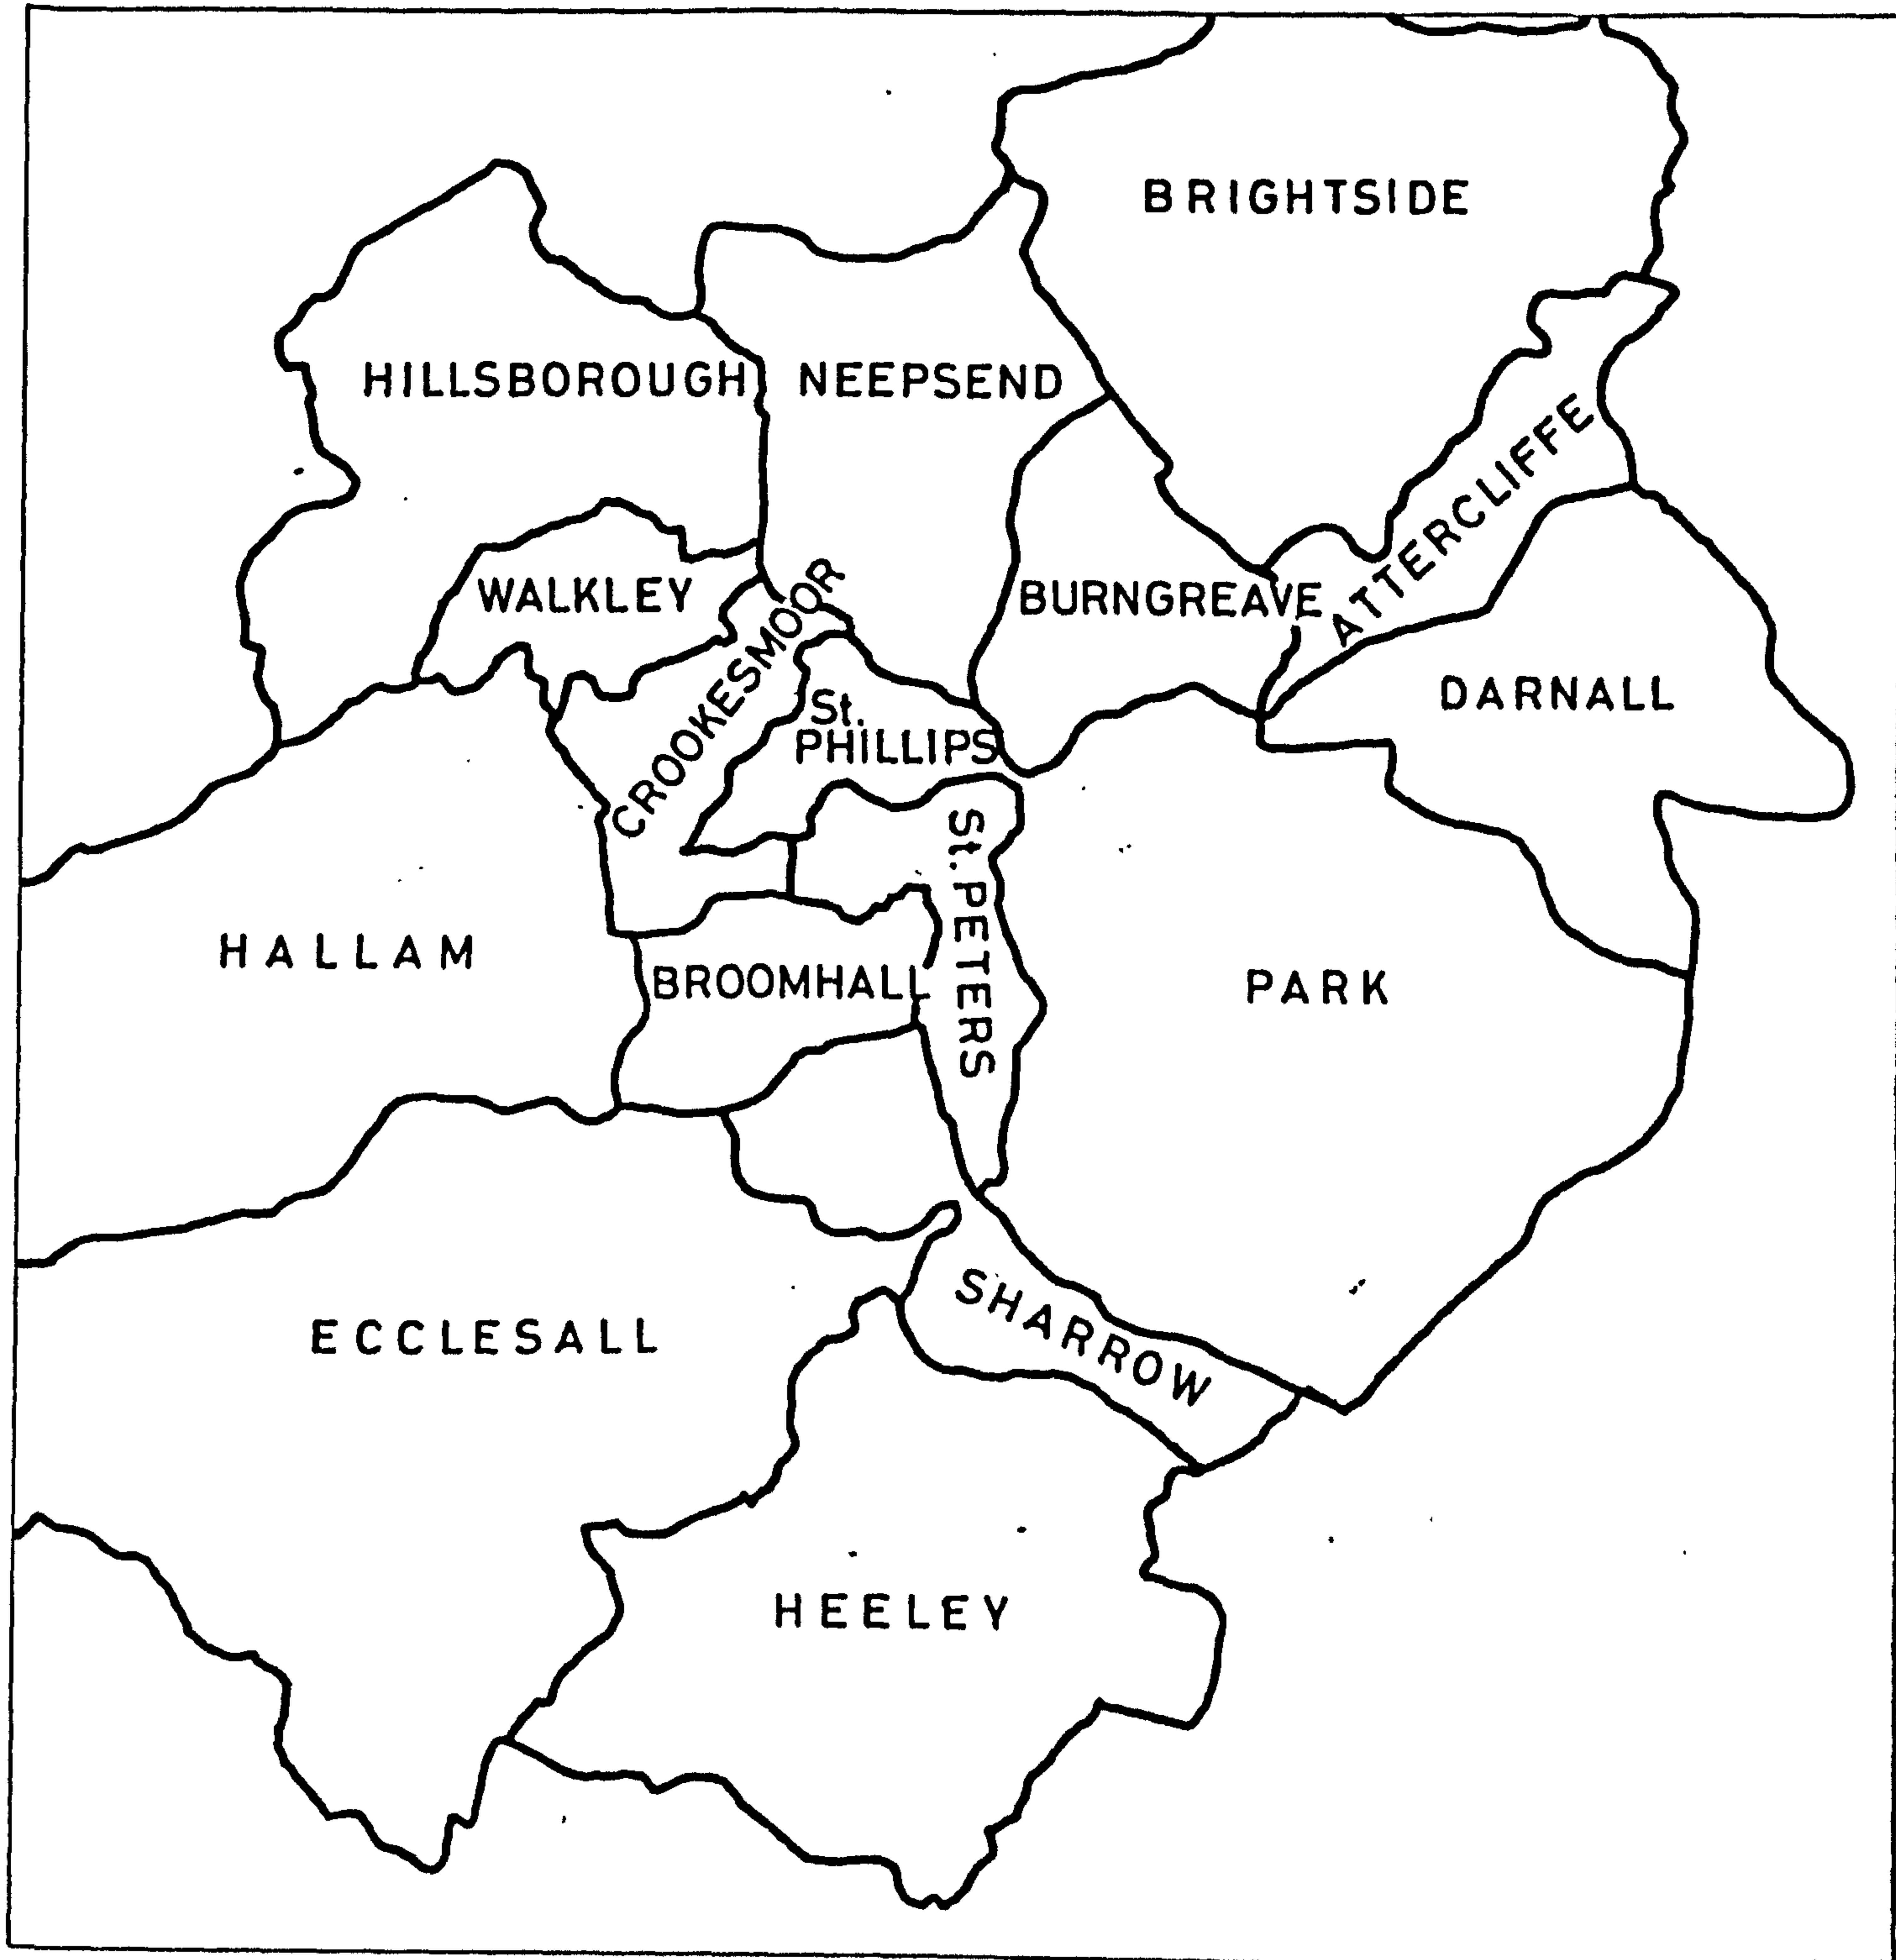 BRIGHTSIDE
HILLSBOROUGH
NEEPSEND
ATTERCLIFFE
WALKLEY
CROOKESMOOR
BURNGREAVE
DARNALL
St.
PHILLIPS
St. PETERS
HALLAM
BROOMHALL
PARK
SHARROW
ECCLESALL
HEELEY